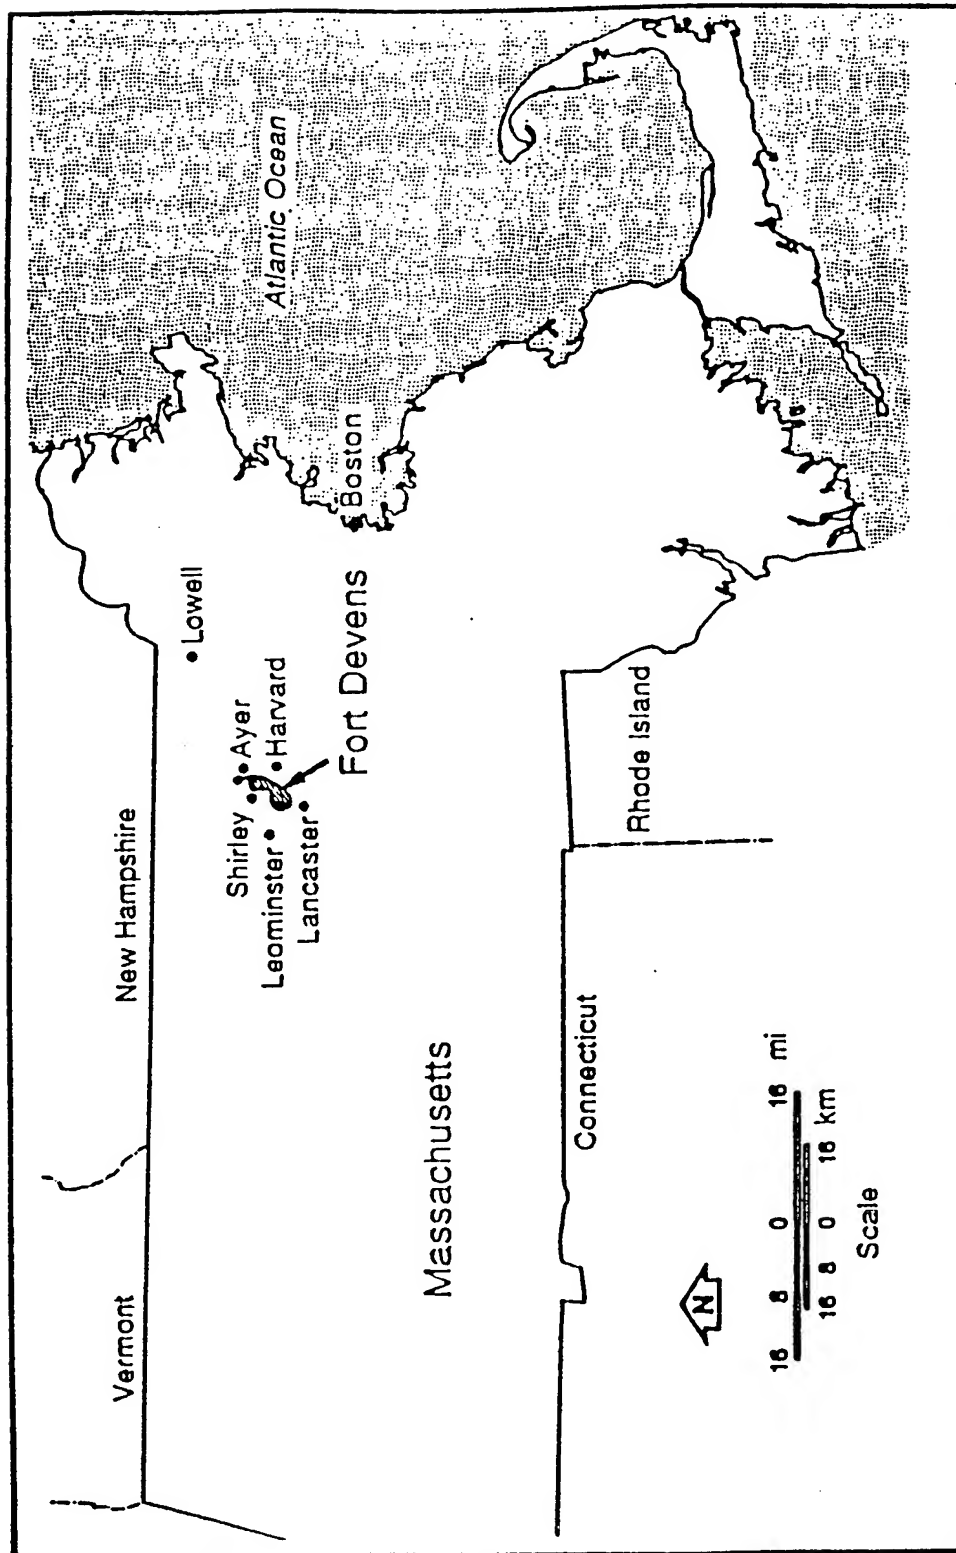 Vermont
New Hampshire
Atlantic Ocean
Lowell
Shirley
Ayer
Leominster
Harvard
Lancaster
Fort Devens
Boston
Massachusetts
Connecticut
Rhode Island
N
16 8 0 16 mi
16 8 0 16 km
Scale